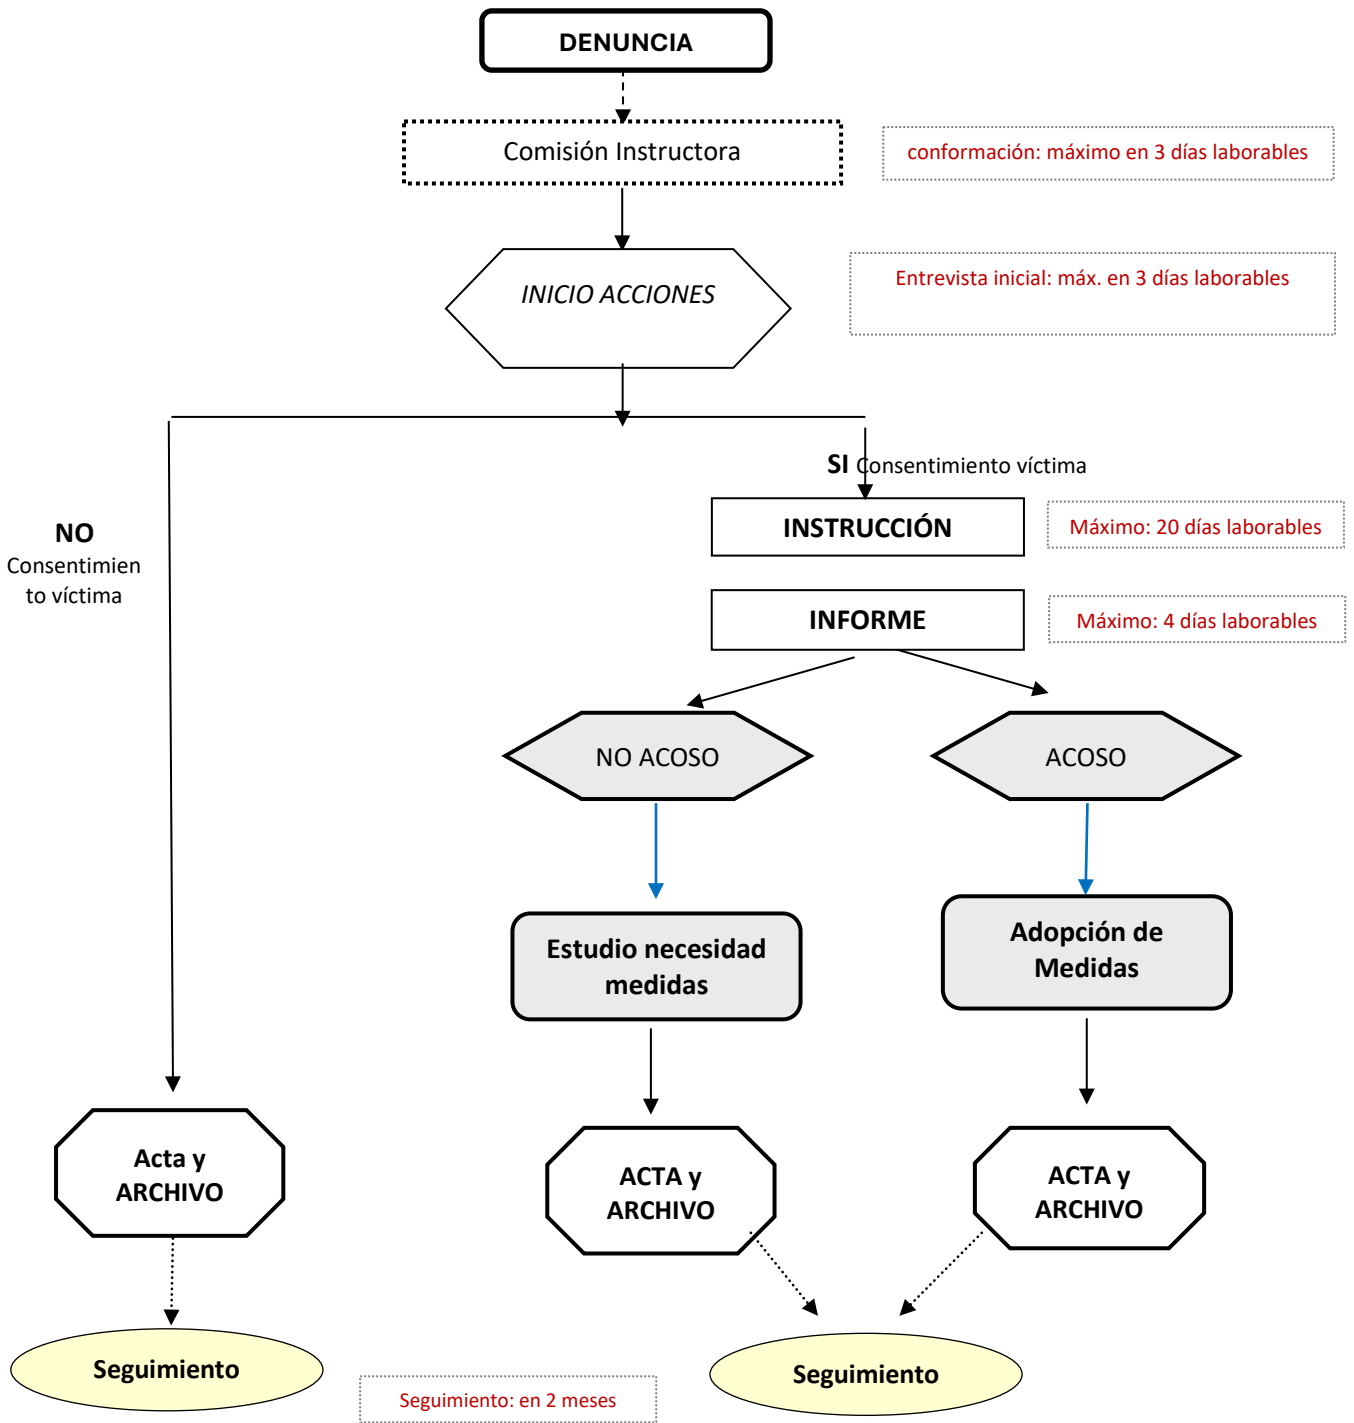 DENUNCIA
Comisión Instructora
conformación: máximo en 3 días laborables
INICIO ACCIONES
Entrevista inicial: máx. en 3 días laborables
SI Consentimiento víctima
NO
Consentimien
to víctima
INSTRUCCIÓN
Máximo: 20 días laborables
INFORME
Máximo: 4 días laborables
NO ACOSO
ACOSO
Estudio necesidad
medidas
Adopción de
Medidas
Acta y
ARCHIVO
ACTA y
ARCHIVO
ACTA y
ARCHIVO
Seguimiento
Seguimiento
Seguimiento: en 2 meses